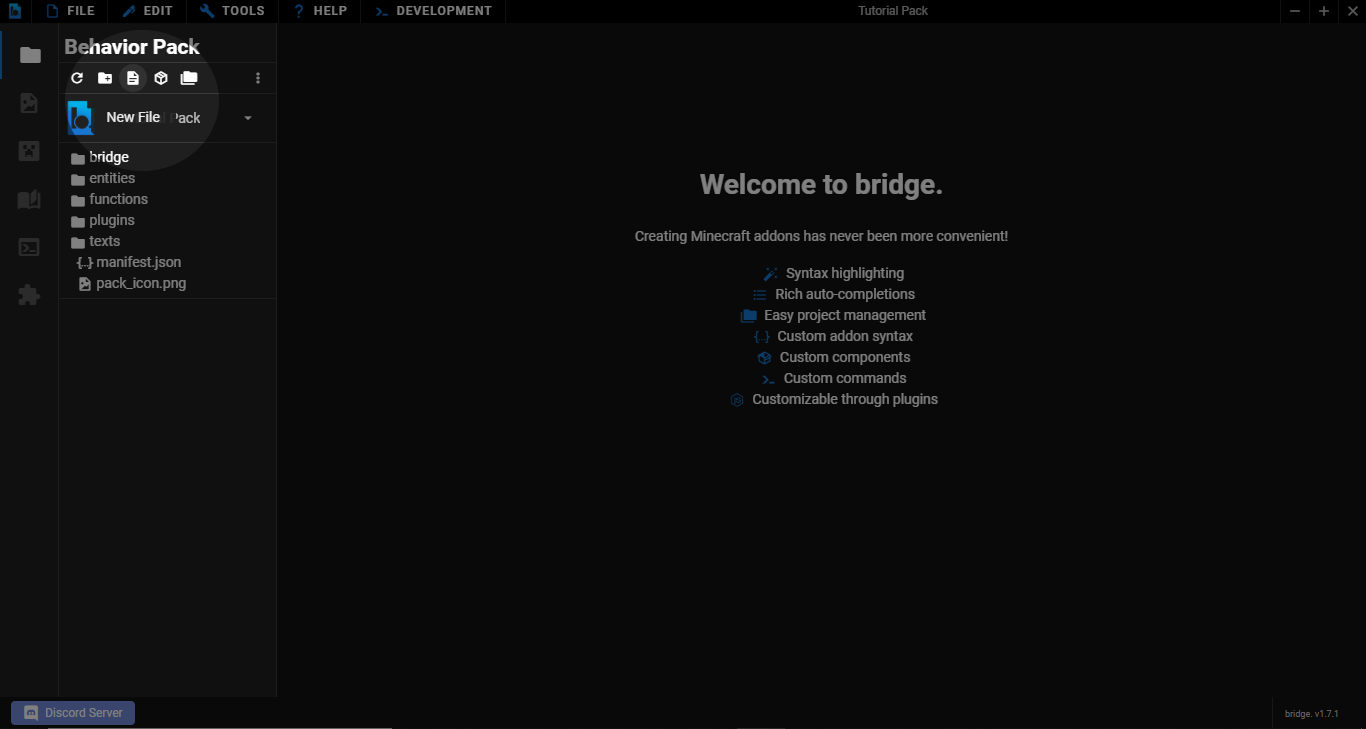 FILE EDIT TOOLS HELP DEVELOPMENT Tutorial Pack
Behavior Pack
New File Pack
bridge
entities
functions
plugins
texts
{..} manifest.json
pack_icon.png
Welcome to bridge.
Creating Minecraft addons has never been more convenient!
Syntax highlighting
Rich auto-completions
Easy project management
Custom addon syntax
Custom components
Custom commands
Customizable through plugins
Discord Server
bridge. v1.7.1